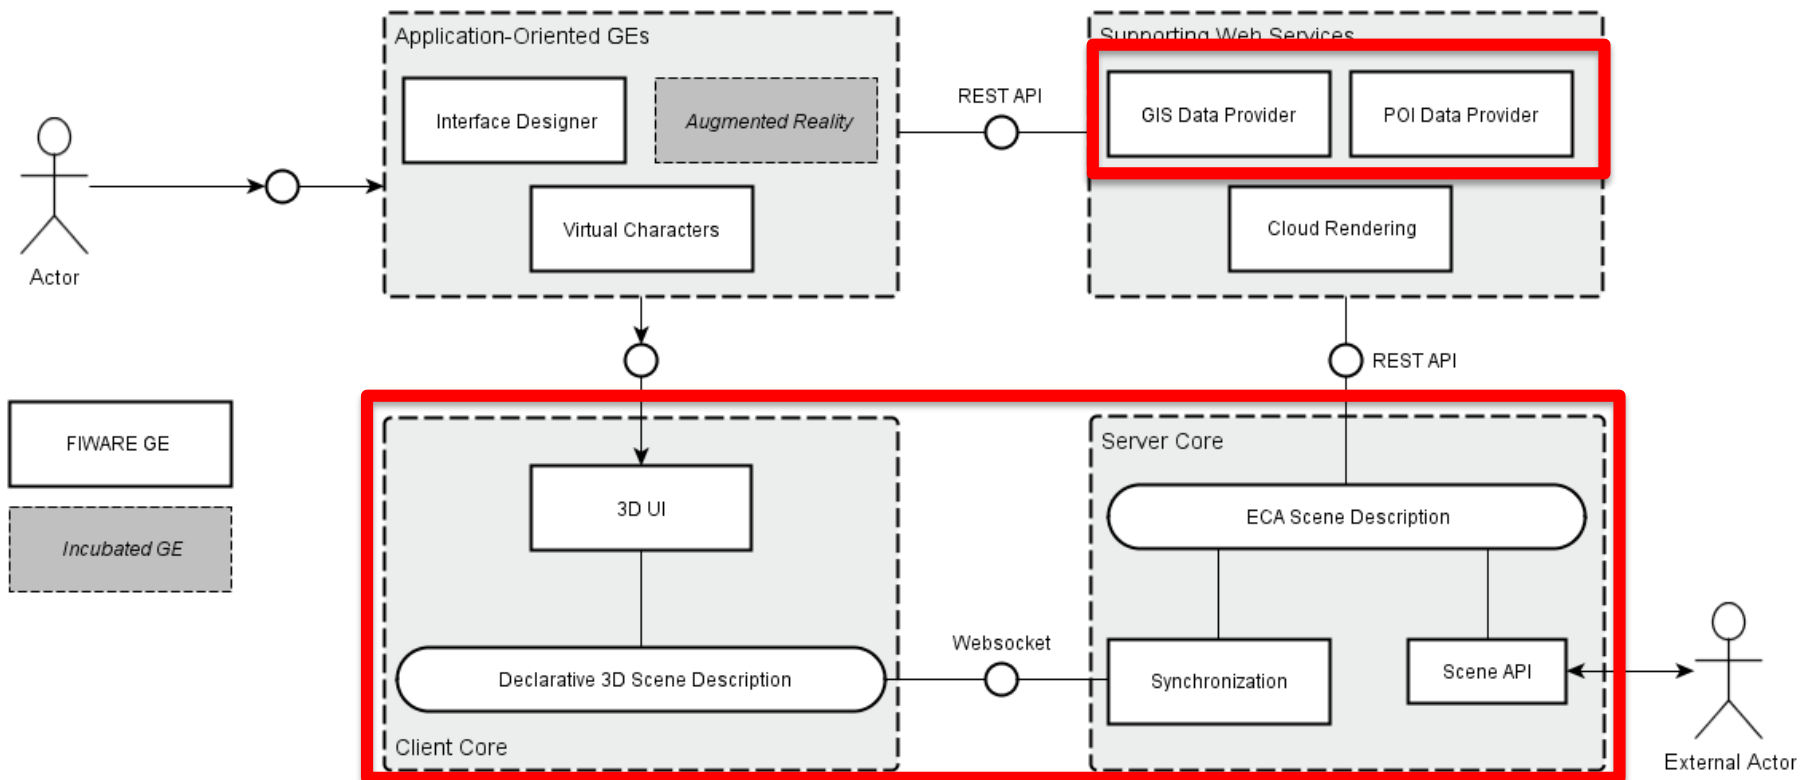 Application-Oriented GEs
Supporting Web Services
Interface Designer
Augmented Reality
REST API
GIS Data Provider
POI Data Provider
Virtual Characters
Cloud Rendering
Actor
REST API
FIWARE GE
Incubated GE
Server Core
3D UI
ECA Scene Description
Websocket
Declarative 3D Scene Description
Synchronization
Scene API
Client Core
External Actor